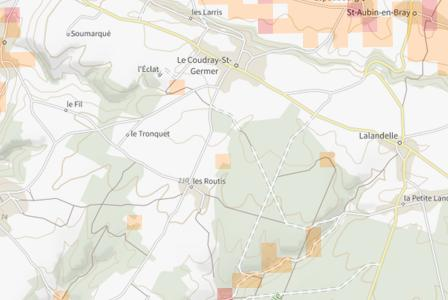 les Larris
St-Aubin-en-Bray
Soumarqué
Le Coudray-St-
Germer
l'Éclat
le Fil
le Tronquet
Lalandelle
les Routis
la Petite Land